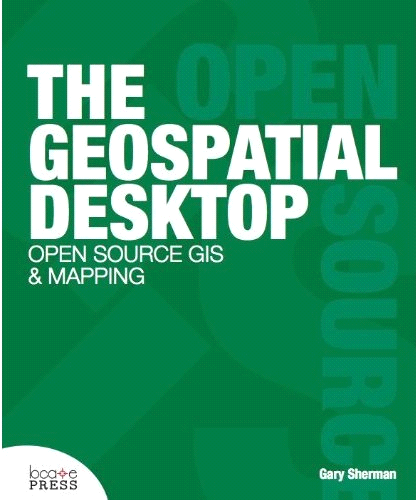 OPEN
SOURCE
THE
GEOSPATIAL
DESKTOP
OPEN SOURCE GIS
& MAPPING
Gary Sherman
locate
PRESS